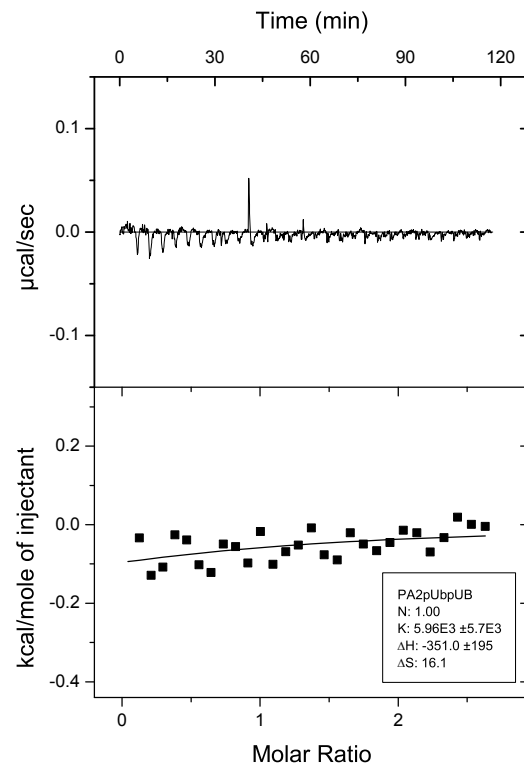 Time (min)
0 30 60 90 120
0.1
0.0
-0.1
µcal/sec
0.2
0.0
-0.2
-0.4
kcal/mole of injectant
PA2pUbpUB
N: 1.00
K: 5.96E3 ±5.7E3
ΔH: -351.0 ±195
ΔS: 16.1
0 1 2
Molar Ratio